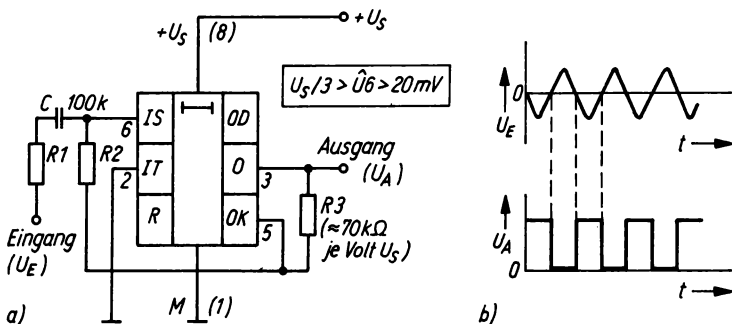 +U_S (8)
+U_S
U_S/3 > Û6 > 20mV
C 100k
6
IS
OD
R1
R2
2
IT
O
3
Ausgang
(U_A)
R
OK
5
R3
(≈70kΩ
je Volt U_S)
Eingang
(U_E)
M (1)
a)
0
U_E
t
U_A
0
t
b)